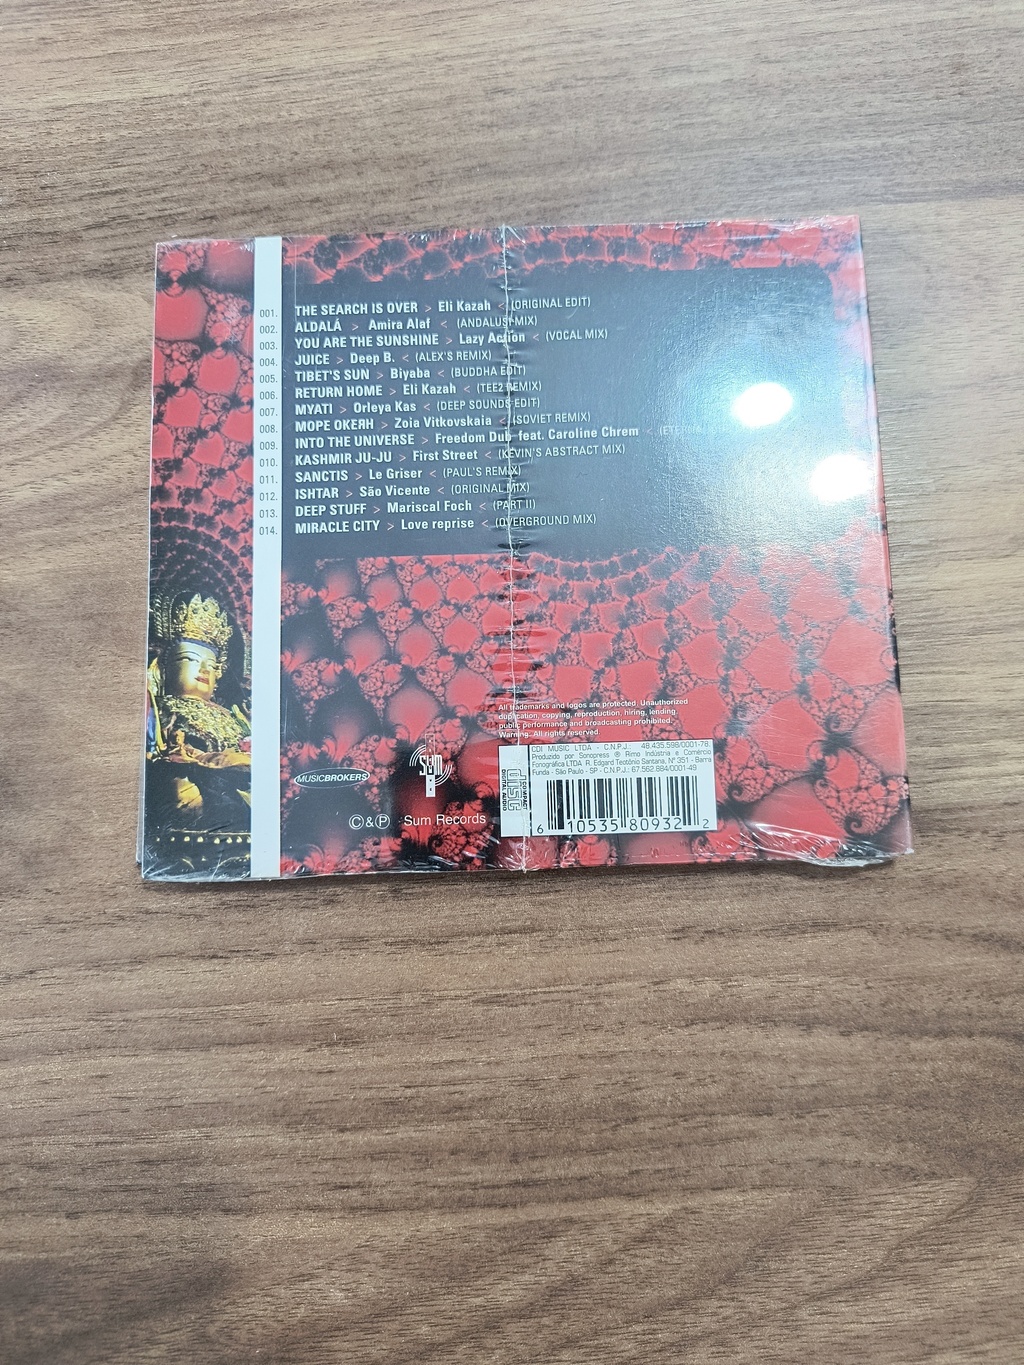 001. THE SEARCH IS OVER > Eli Kazah < (ORIGINAL EDIT)
002. ALDALÁ > Amira Alaf < (ANDALUSI MIX)
003. YOU ARE THE SUNSHINE > Lazy Action < (VOCAL MIX)
004. JUICE > Deep B. < (ALEX'S REMIX)
005. TIBET'S SUN > Biyaba < (BUDDHA EDIT)
006. RETURN HOME > Eli Kazah < (TEE2 REMIX)
007. MYATI > Orleya Kas < (DEEP SOUNDS EDIT)
008. MOPE OKEЯH > Zoia Vitkovskaia < (SOVIET REMIX)
009. INTO THE UNIVERSE > Freedom Dub feat. Caroline Chrem <
010. KASHMIR JU-JU > First Street < (KEVIN'S ABSTRACT MIX)
011. SANCTIS > Le Griser < (PAUL'S REMIX)
012. ISHTAR > São Vicente < (ORIGINAL MIX)
013. DEEP STUFF > Mariscal Foch < (PART II)
014. MIRACLE CITY > Love reprise < (OVERGROUND MIX)
All trademarks and logos are protected. Unauthorized
duplication, copying, reproduction, hiring, lending,
public performance and broadcasting prohibited.
Warning. All rights reserved.
MUSICBROKERS
SUM
© & ℗ Sum Records
CDI MUSIC LTDA - C.N.P.J.: 48.435.598/0001-78.
Produzido por Sonopress ® Rimo Indústria e Comércio
Fonográfica LTDA R. Edgard Teotônio Santana, Nº 351 - Barra
Funda - São Paulo - SP - C.N.P.J.: 67.562.884/0001-49
COMPACT
disc
DIGITAL AUDIO
6 10535 80932 2